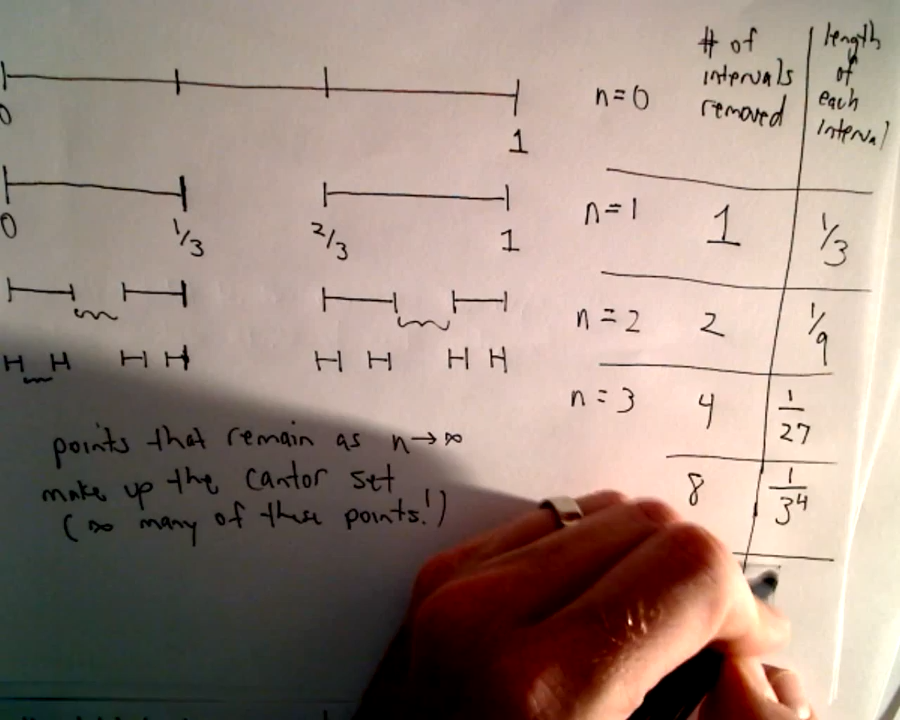 0 1
0 1/3 2/3 1
points that remain as n→∞
make up the Cantor set
(∞ many of these points!)
# of intervals removed
length of each interval
n=0
n=1 1 1/3
n=2 2 1/9
n=3 4 1/27
8 1/3⁴